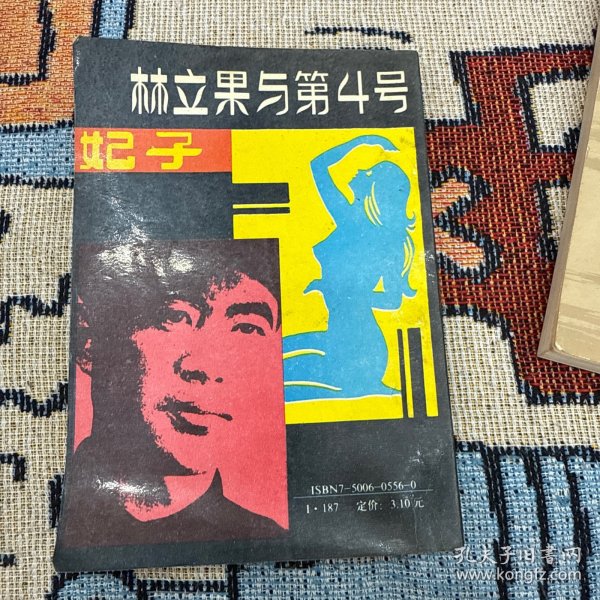 林立果与第4号
妃子
ISBN7-5006-0556-0
I·187 定价：3.10元
孔夫子旧书网
www.kongfz.com